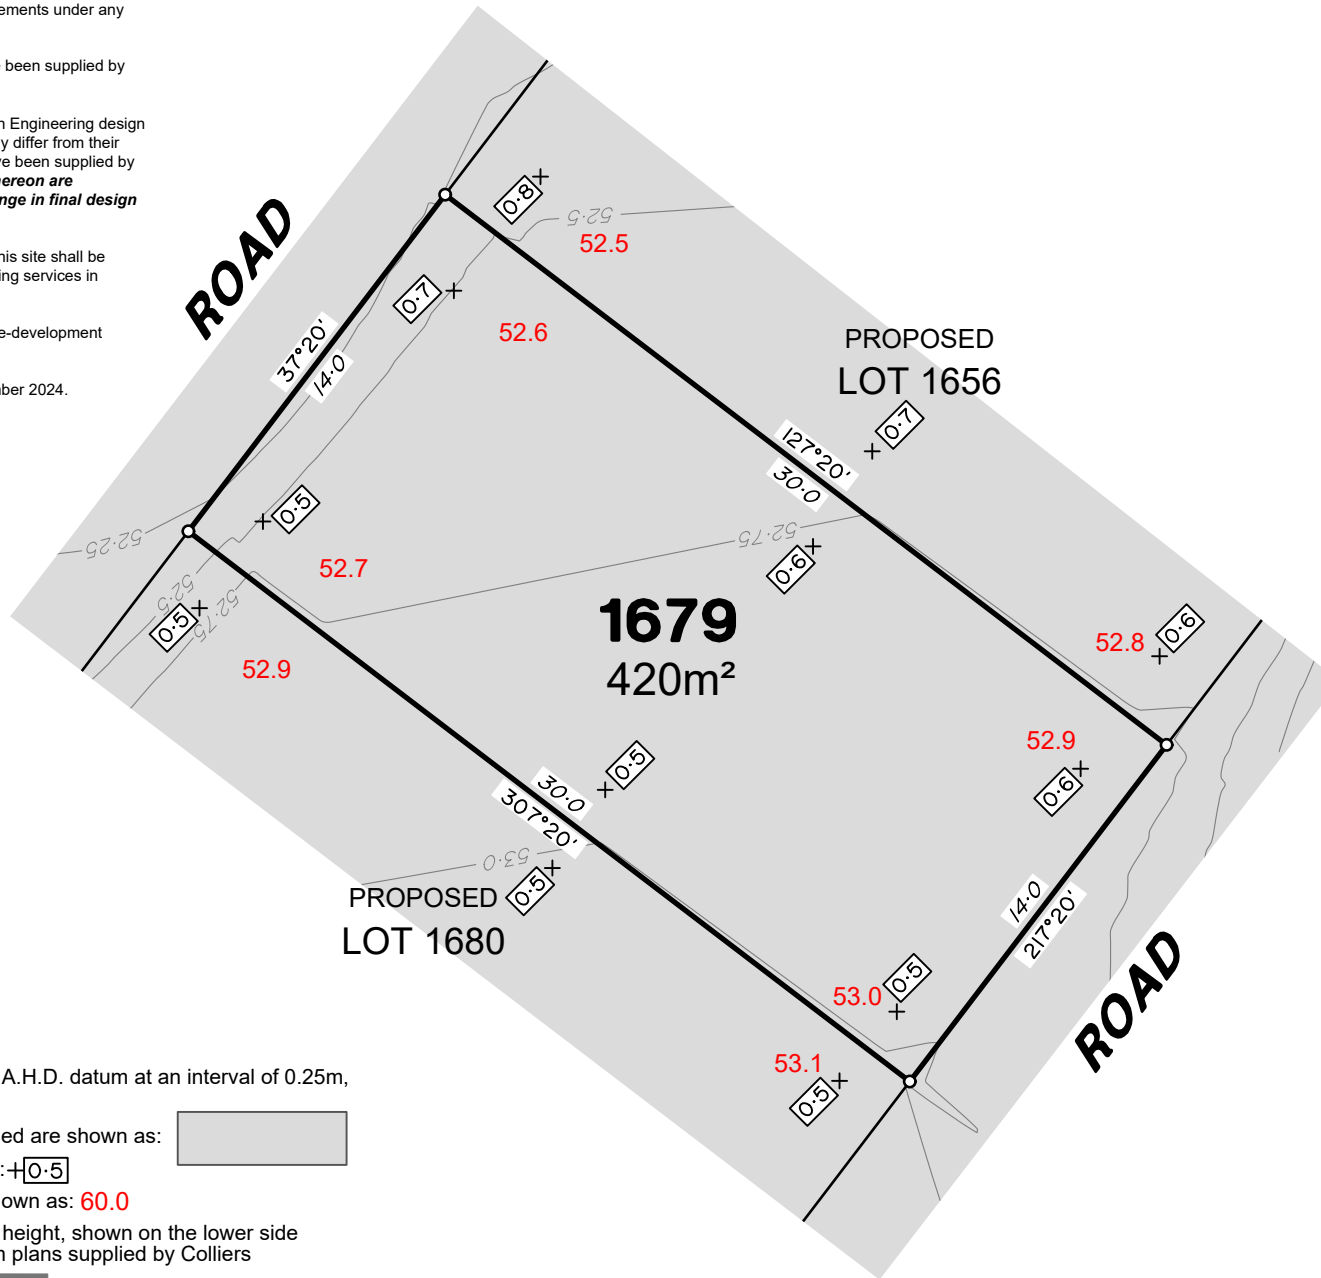 ements under any
been supplied by
n Engineering design
y differ from their
ve been supplied by
hereon are
nge in final design
his site shall be
ing services in
e-development
ber 2024.
ROAD
0·8
52·5
52.5
0·7
52.6
37°20'
14·0
PROPOSED
LOT 1656
0·7
127°20'
30·0
0·5
52·25
52·75
0·6
52.7
52·5
52·75
0·5
1679
420m²
52.8
0·6
52.9
52.9
0·6
0·5
30·0
307°20'
53·0
0·5
PROPOSED
LOT 1680
14·0
217°20'
ROAD
53.0
0·5
53.1
0·5
A.H.D. datum at an interval of 0.25m,
ed are shown as:
:+0·5
own as: 60.0
height, shown on the lower side
n plans supplied by Colliers